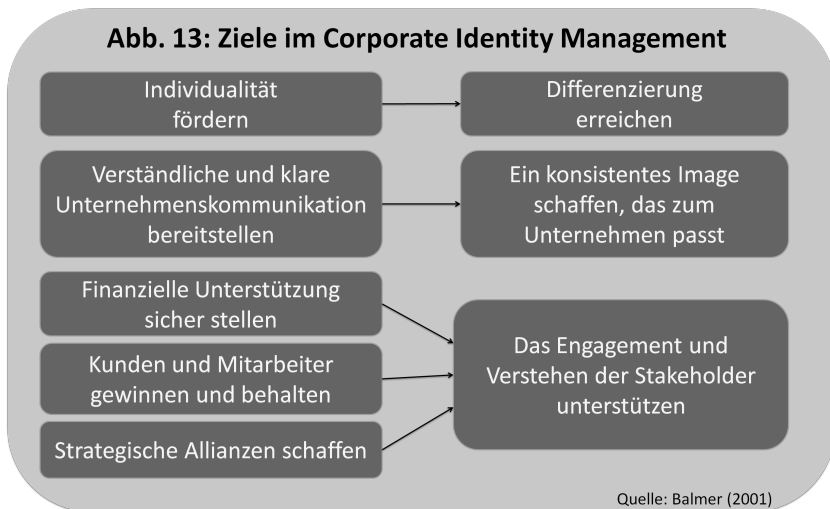 Abb. 13: Ziele im Corporate Identity Management
Individualität
fördern
Differenzierung
erreichen
Verständliche und klare
Unternehmenskommunikation
bereitstellen
Ein konsistentes Image
schaffen, das zum
Unternehmen passt
Finanzielle Unterstützung
sicher stellen
Kunden und Mitarbeiter
gewinnen und behalten
Strategische Allianzen schaffen
Das Engagement und
Verstehen der Stakeholder
unterstützen
Quelle: Balmer (2001)